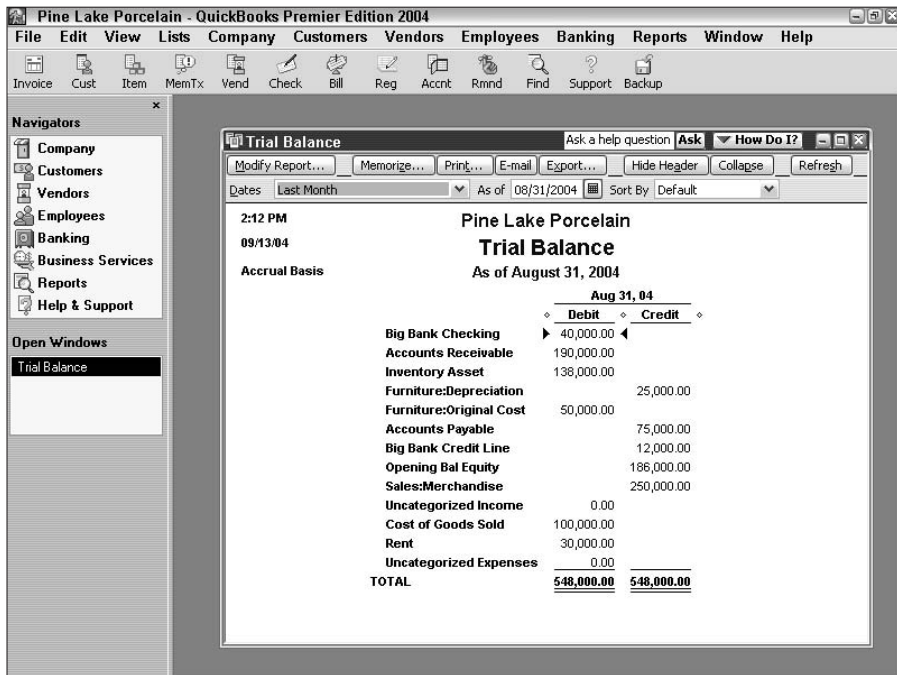 Pine Lake Porcelain - QuickBooks Premier Edition 2004
File Edit View Lists Company Customers Vendors Employees Banking Reports Window Help
Invoice Cust Item MemTx Vend Check Bill Reg Accnt Rmnd Find Support Backup
Navigators
Company
Customers
Vendors
Employees
Banking
Business Services
Reports
Help & Support
Open Windows
Trial Balance
Trial Balance Ask a help question Ask How Do I?
Modify Report... Memorize... Print... E-mail Export... Hide Header Collapse Refresh
Dates Last Month As of 08/31/2004 Sort By Default
2:12 PM Pine Lake Porcelain
09/13/04 Trial Balance
Accrual Basis As of August 31, 2004
Aug 31, 04
Debit Credit
Big Bank Checking 40,000.00
Accounts Receivable 190,000.00
Inventory Asset 138,000.00
Furniture:Depreciation 25,000.00
Furniture:Original Cost 50,000.00
Accounts Payable 75,000.00
Big Bank Credit Line 12,000.00
Opening Bal Equity 186,000.00
Sales:Merchandise 250,000.00
Uncategorized Income 0.00
Cost of Goods Sold 100,000.00
Rent 30,000.00
Uncategorized Expenses 0.00
TOTAL 548,000.00 548,000.00